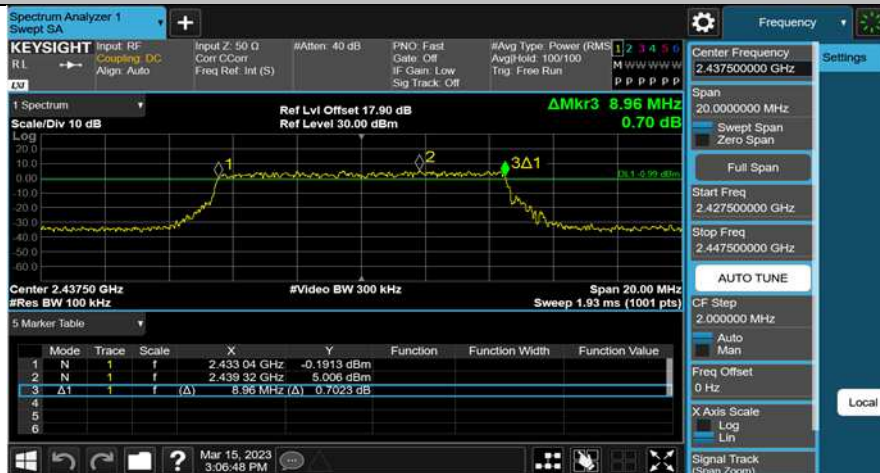 Spectrum Analyzer 1
Swept SA
+
Frequency
KEYSIGHT
RL
LXI
Input: RF
Coupling: DC
Align: Auto
Input Z: 50 Ω
Corr CCorr
Freq Ref: Int (S)
#Atten: 40 dB
PNO: Fast
Gate: Off
IF Gain: Low
Sig Track: Off
#Avg Type: Power (RMS
Avg|Hold: 100/100
Trig: Free Run
1 2 3 4 5 6
M W W W W W
P P P P P P
1 Spectrum
Scale/Div 10 dB
Ref Lvl Offset 17.90 dB
Ref Level 30.00 dBm
ΔMkr3 8.96 MHz
0.70 dB
Log
20.0
10.0
0.00
-10.0
-20.0
-30.0
-40.0
-50.0
-60.0
1
2
3Δ1
DL1 -0.99 dBm
Center 2.43750 GHz
#Res BW 100 kHz
#Video BW 300 kHz
Span 20.00 MHz
Sweep 1.93 ms (1001 pts)
5 Marker Table
Mode Trace Scale X Y Function Function Width Function Value
1 N 1 f 2.433 04 GHz -0.1913 dBm
2 N 1 f 2.439 32 GHz 5.006 dBm
3 Δ1 1 f (Δ) 8.96 MHz (Δ) 0.7023 dB
4
5
6
Mar 15, 2023
3:06:48 PM
Center Frequency
2.437500000 GHz
Settings
Span
20.0000000 MHz
Swept Span
Zero Span
Full Span
Start Freq
2.427500000 GHz
Stop Freq
2.447500000 GHz
AUTO TUNE
CF Step
2.000000 MHz
Auto
Man
Freq Offset
0 Hz
Local
X Axis Scale
Log
Lin
Signal Track
(Span Zoom)